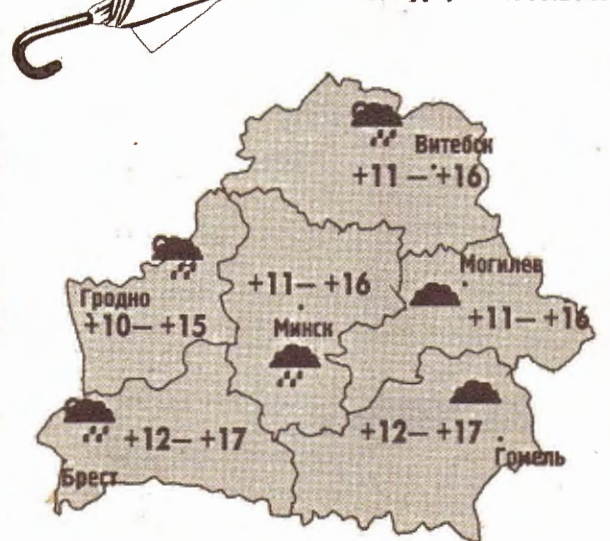 Витебск
+11 – +16
Могилев
+11– +16
Гродно
+10– +15
+11– +16
Минск
+12– +17
Брест
+12– +17
Гомель